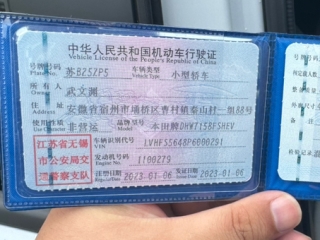 中华人民共和国机动车行驶证
Vehicle License of the People's Republic of China
号牌号码 Plate No. 苏BZ5ZP5 车辆类型 Vehicle Type 小型轿车
所有人 Owner 武文渊
住址 Address 安徽省宿州市埇桥区曹村镇秦山村一组88号
使用性质 非营运 品牌型号 Model 本田牌DHW7158FSHEV
江苏省无锡
市公安局交
通警察支队
车辆识别代号 VIN LVHFS5648P6000291
发动机号码 1100279
注册日期 2023-01-06 发证日期 2023-01-06